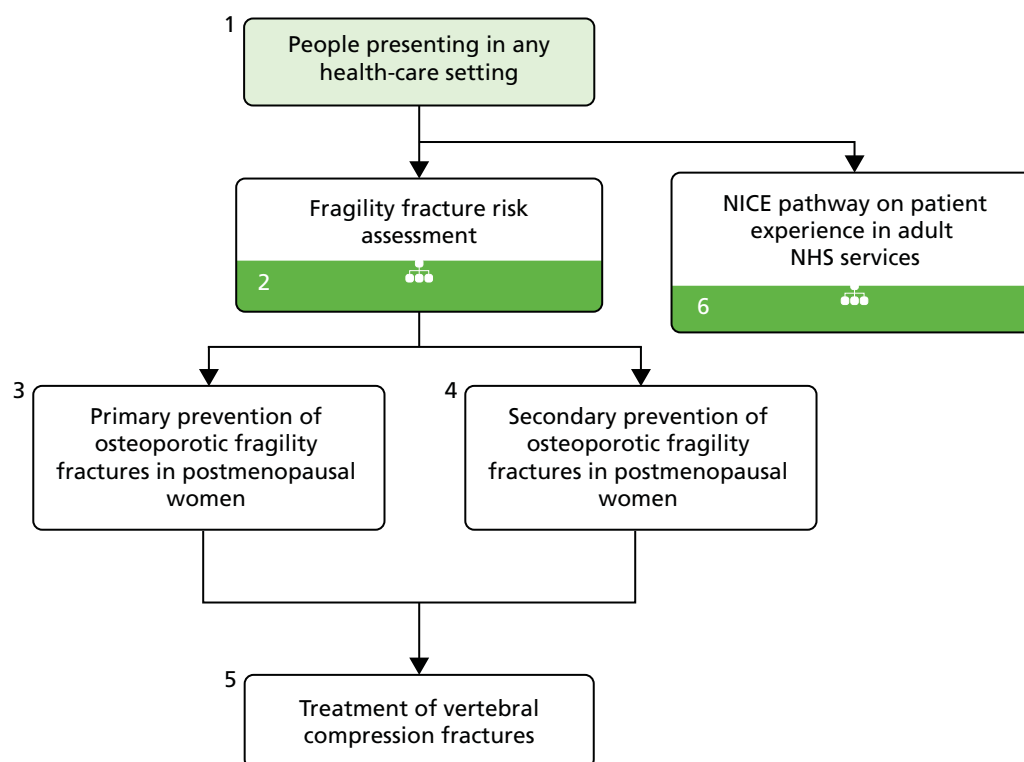 1
People presenting in any
health-care setting
Fragility fracture risk
assessment
2
NICE pathway on patient
experience in adult
NHS services
6
3
Primary prevention of
osteoporotic fragility
fractures in postmenopausal
women
4
Secondary prevention of
osteoporotic fragility
fractures in postmenopausal
women
5
Treatment of vertebral
compression fractures